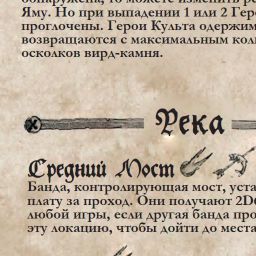 обнаружена, то можете изменить ре
Яму. Но при выпадении 1 или 2 Геро
проглочены. Герои Культа одержим
возвращаются с максимальным кол
осколков вирд-камня.
Река
Средний Мост
Банда, контролирующая мост, уста
плату за проход. Они получают 2D6
любой игры, если другая банда про
эту локацию, чтобы дойти до места